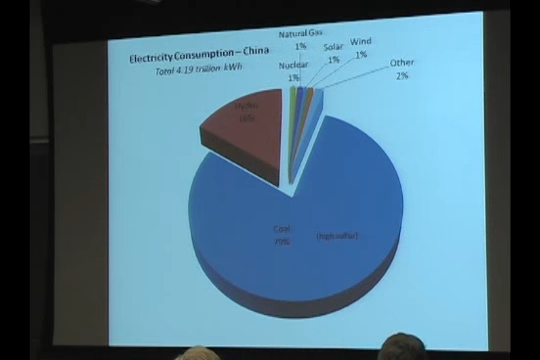 Electricity Consumption – China
Total 4.19 trillion kWh
Natural Gas
1%
Nuclear
1%
Solar
1%
Wind
1%
Other
2%
Hydro
16%
Coal
79%
(high sulfur)